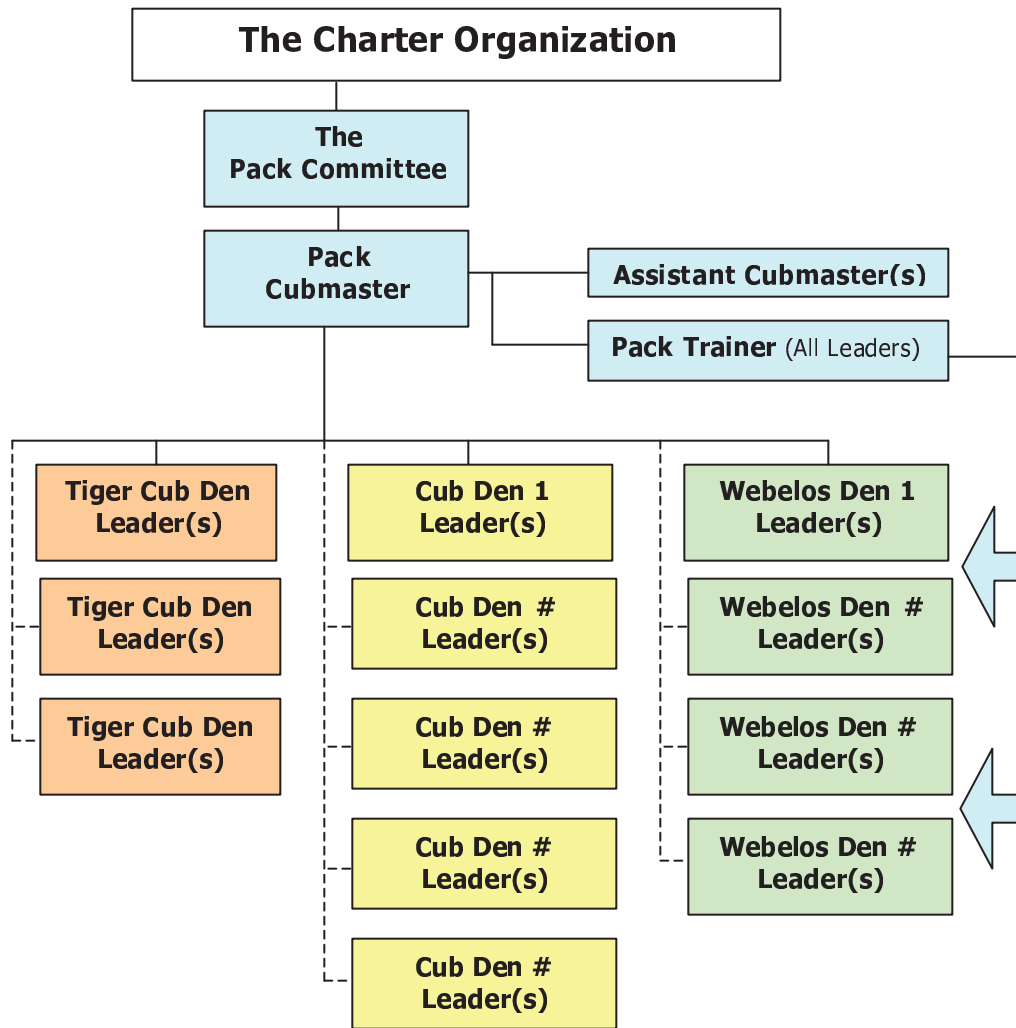 The Charter Organization
The
Pack Committee
Pack
Cubmaster
Assistant Cubmaster(s)
Pack Trainer (All Leaders)
Tiger Cub Den
Leader(s)
Tiger Cub Den
Leader(s)
Tiger Cub Den
Leader(s)
Cub Den 1
Leader(s)
Cub Den #
Leader(s)
Cub Den #
Leader(s)
Cub Den #
Leader(s)
Cub Den #
Leader(s)
Webelos Den 1
Leader(s)
Webelos Den #
Leader(s)
Webelos Den #
Leader(s)
Webelos Den #
Leader(s)